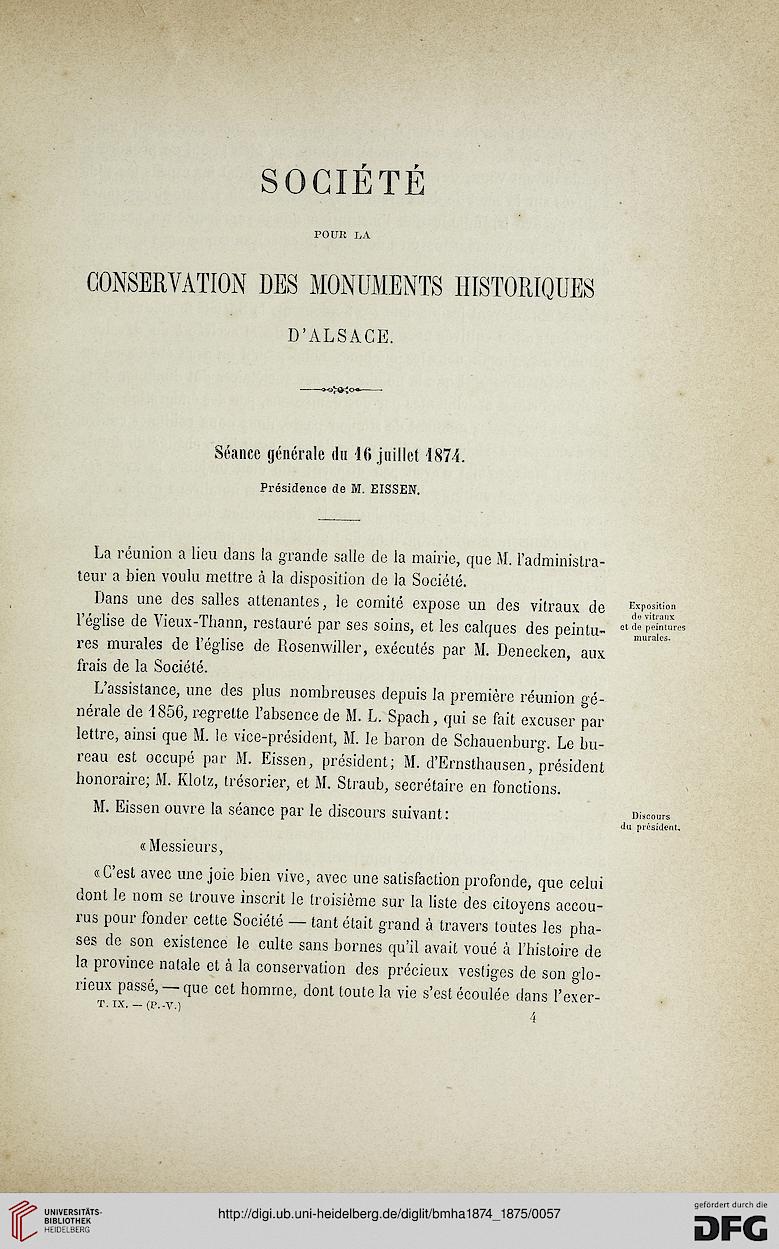 SOCIÉTÉ
POUR LA
CONSERVATION DES MONUMENTS HISTORIQUES
D'ALSACE.
Séance générale du 16 juillet 1874.
Présidence de M. EISSEN.
La réunion a lieu dans la grande salle de la mairie, que M. l'administra-
teur a bien voulu mettre à la disposition de la Société.
Dans une des salles attenantes, le comité expose un des vitraux de
l'église de Vieux-Thann, restauré par ses soins, et les calques des peintu-
res murales de l'église de Rosenwiller, exécutés par M. Denecken, aux
frais de la Société.
Exposition
de vitraux
et de peintures
murales.
L'assistance, une des plus nombreuses depuis la première réunion gé-
nérale de 1856, regrette l'absence de M. L. Spach, qui se fait excuser par
lettre, ainsi que M. le vice-président, M. le baron de Schauenburg. Le bu-
reau est occupé par M. Eissen, président; M. d'Ernsthausen, président
honoraire; M. Klotz, trésorier, et M. Straub, secrétaire en fonctions.
M. Eissen ouvre la séance par le discours suivant:
Discours
du président.
«Messieurs,
«C'est avec une joie bien vive, avec une satisfaction profonde, que celui
dont le nom se trouve inscrit le troisième sur la liste des citoyens accou-
rus pour fonder cette Société — tant était grand à travers toutes les pha-
ses de son existence le culte sans bornes qu'il avait voué à l'histoire de
la province natale et à la conservation des précieux vestiges de son glo-
rieux passé, — que cet homme, dont toute la vie s'est écoulée dans l'exer-
T. IX. — (P.-V.)
4
UNIVERSITÄTS-
BIBLIOTHEK
HEIDELBERG
http://digi.ub.uni-heidelberg.de/diglit/bmha1874_1875/0057
gefördert durch die
DFG